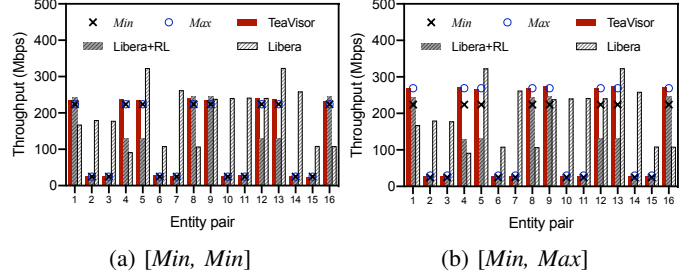 500
400
300
200
100
0
Throughput (Mbps)
Min
Max
TeaVisor
Libera+RL
Libera
1 2 3 4 5 6 7 8 9 10 11 12 13 14 15 16
Entity pair
(a) [Min, Min]
500
400
300
200
100
0
Throughput (Mbps)
Min
Max
TeaVisor
Libera+RL
Libera
1 2 3 4 5 6 7 8 9 10 11 12 13 14 15 16
Entity pair
(b) [Min, Max]